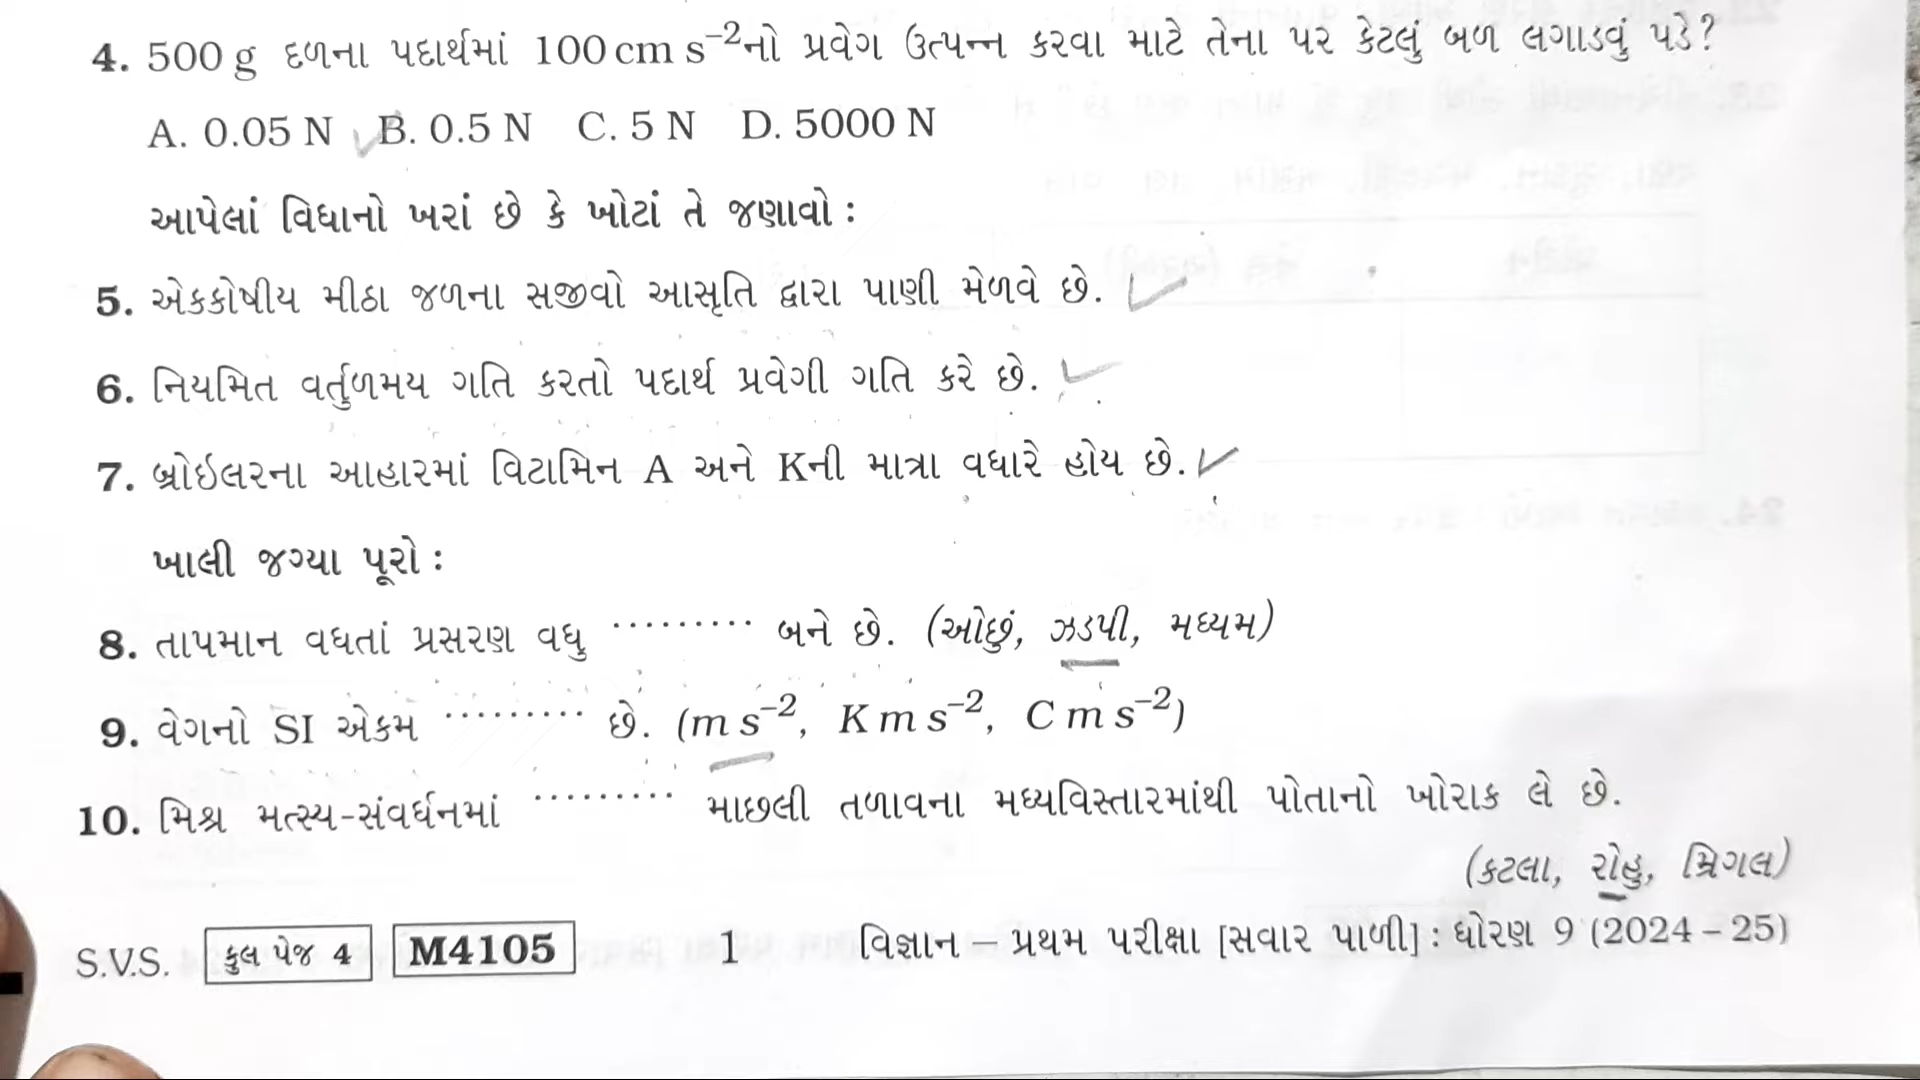 4. 500 g દળના પદાર્થમાં 100 cm s⁻²નો પ્રવેગ ઉત્પન્ન કરવા માટે તેના પર કેટલું બળ લગાડવું પડે?
A. 0.05 N B. 0.5 N C. 5 N D. 5000 N
આપેલાં વિધાનો ખરાં છે કે ખોટાં તે જણાવો :
5. એકકોષીય મીઠા જળના સજીવો આસૃતિ દ્વારા પાણી મેળવે છે.
6. નિયમિત વર્તુળમય ગતિ કરતો પદાર્થ પ્રવેગી ગતિ કરે છે.
7. બ્રોઇલરના આહારમાં વિટામિન A અને Kની માત્રા વધારે હોય છે.
ખાલી જગ્યા પૂરો :
8. તાપમાન વધતાં પ્રસરણ વધુ ......... બને છે. (ઓછું, ઝડપી, મધ્યમ)
9. વેગનો SI એકમ ......... છે. (m s⁻², K m s⁻², C m s⁻²)
10. મિશ્ર મત્સ્ય-સંવર્ધનમાં ......... માછલી તળાવના મધ્યવિસ્તારમાંથી પોતાનો ખોરાક લે છે.
(કટલા, રોહુ, મ્રિગલ)
S.V.S. કુલ પેજ 4 M4105 1 વિજ્ઞાન – પ્રથમ પરીક્ષા [સવાર પાળી] : ધોરણ 9 (2024 – 25)